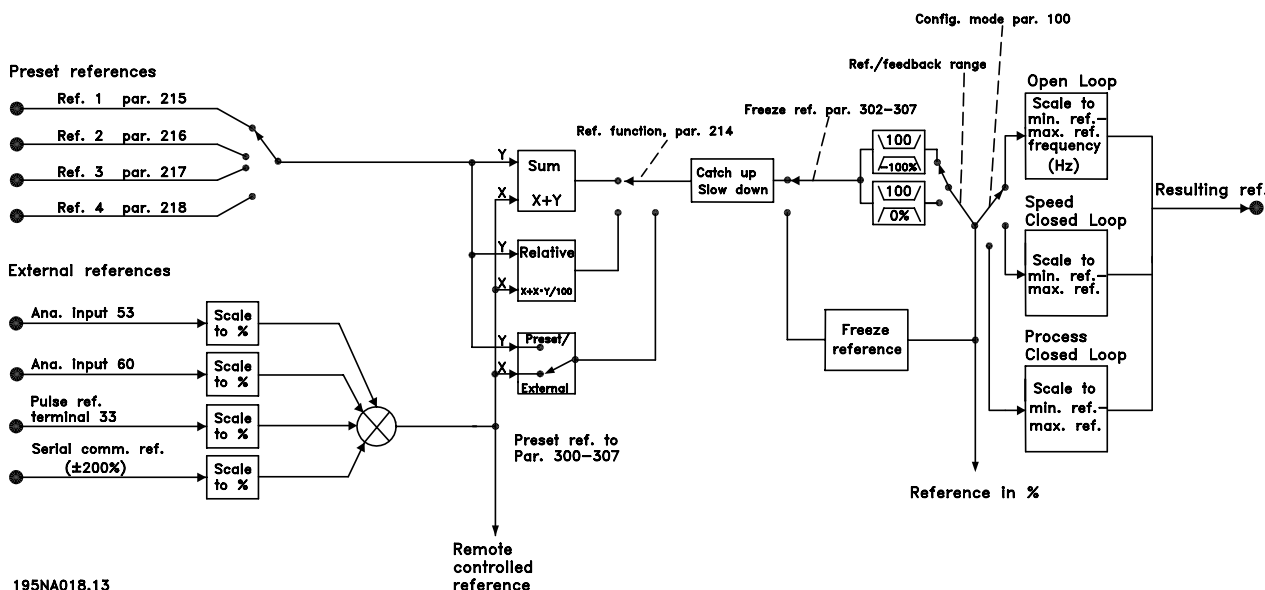 Config. mode par. 100
Ref./feedback range
Preset references
Ref. 1 par. 215
Ref. 2 par. 216
Ref. 3 par. 217
Ref. 4 par. 218
External references
Ana. input 53
Scale
to %
Ana. input 60
Scale
to %
Pulse ref.
terminal 33
Scale
to %
Serial comm. ref.
(±200%)
Scale
to %
Y
Sum
X
X+Y
Y
Relative
X
X+X*Y/100
Y
Preset/
X
External
Preset ref. to
Par. 300-307
Remote
controlled
reference
Ref. function, par. 214
Catch up
Slow down
Freeze ref. par. 302-307
100
-100%
100
0%
Freeze
reference
Reference in %
Open Loop
Scale to
min. ref.-
max. ref.
frequency
(Hz)
Speed
Closed Loop
Scale to
min. ref.-
max. ref.
Process
Closed Loop
Scale to
min. ref.-
max. ref.
Resulting ref.
195NA018.13